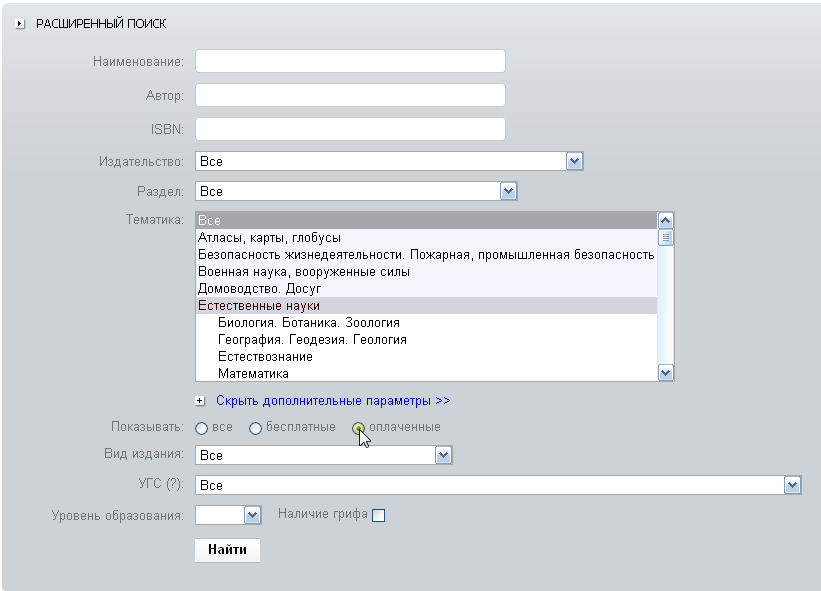 РАСШИРЕННЫЙ ПОИСК
Наименование:
Автор:
ISBN:
Издательство: Все
Раздел: Все
Тематика: Все
Атласы, карты, глобусы
Безопасность жизнедеятельности. Пожарная, промышленная безопасность
Военная наука, вооруженные силы
Домоводство. Досуг
Естественные науки
Биология. Ботаника. Зоология
География. Геодезия. Геология
Естествознание
Математика
Скрыть дополнительные параметры >>
Показывать: все бесплатные оплаченные
Вид издания: Все
УГС (?): Все
Уровень образования: Наличие грифа
Найти